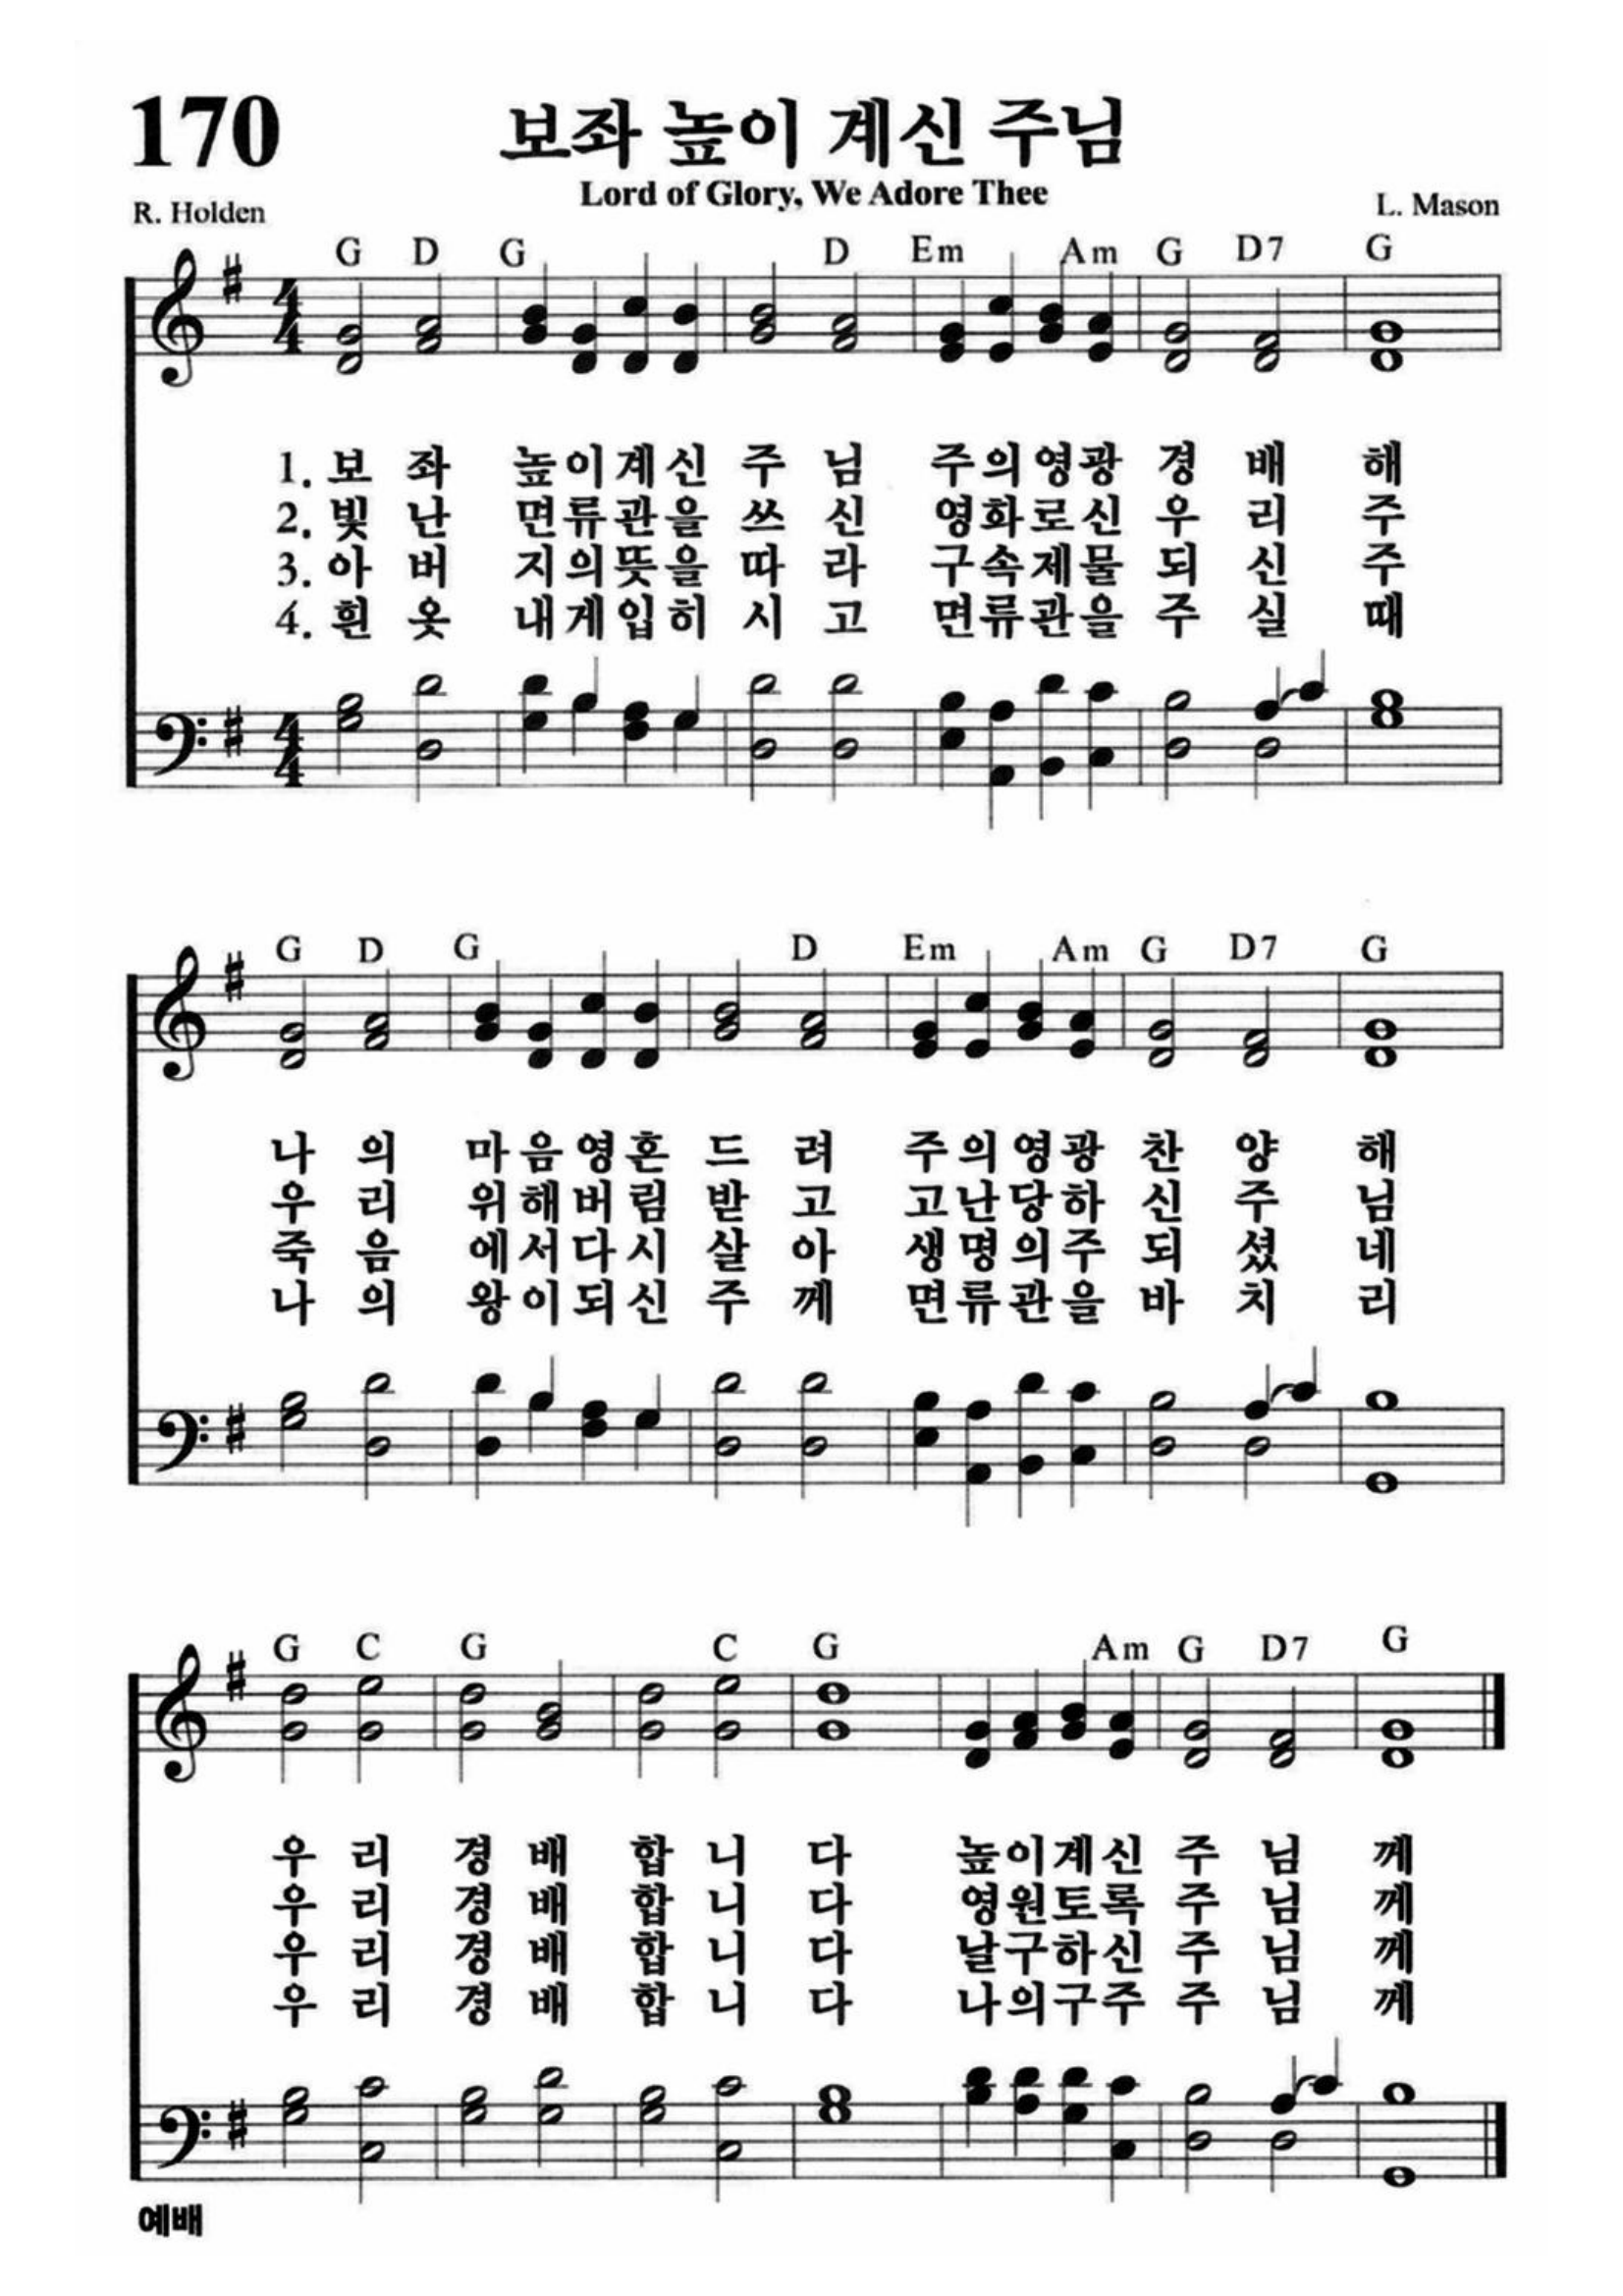 170
보좌 높이 계신 주님
Lord of Glory, We Adore Thee
R. Holden
L. Mason
G D G D Em Am G D7 G
1. 보 좌 높이계신 주 님 주의영광 경 배 해
2. 빛 난 면류관을 쓰 신 영화로신 우 리 주
3. 아 버 지의뜻을 따 라 구속제물 되 신 주
4. 흰 옷 내게입히 시 고 면류관을 주 실 때
G D G D Em Am G D7 G
나 의 마음영혼 드 려 주의영광 찬 양 해
우 리 위해버림 받 고 고난당하 신 주 님
죽 음 에서다시 살 아 생명의주 되 셨 네
나 의 왕이되신 주 께 면류관을 바 치 리
G C G C G Am G D7 G
우 리 경 배 합 니 다 높이계신 주 님 께
우 리 경 배 합 니 다 영원토록 주 님 께
우 리 경 배 합 니 다 날구하신 주 님 께
우 리 경 배 합 니 다 나의구주 주 님 께
예배